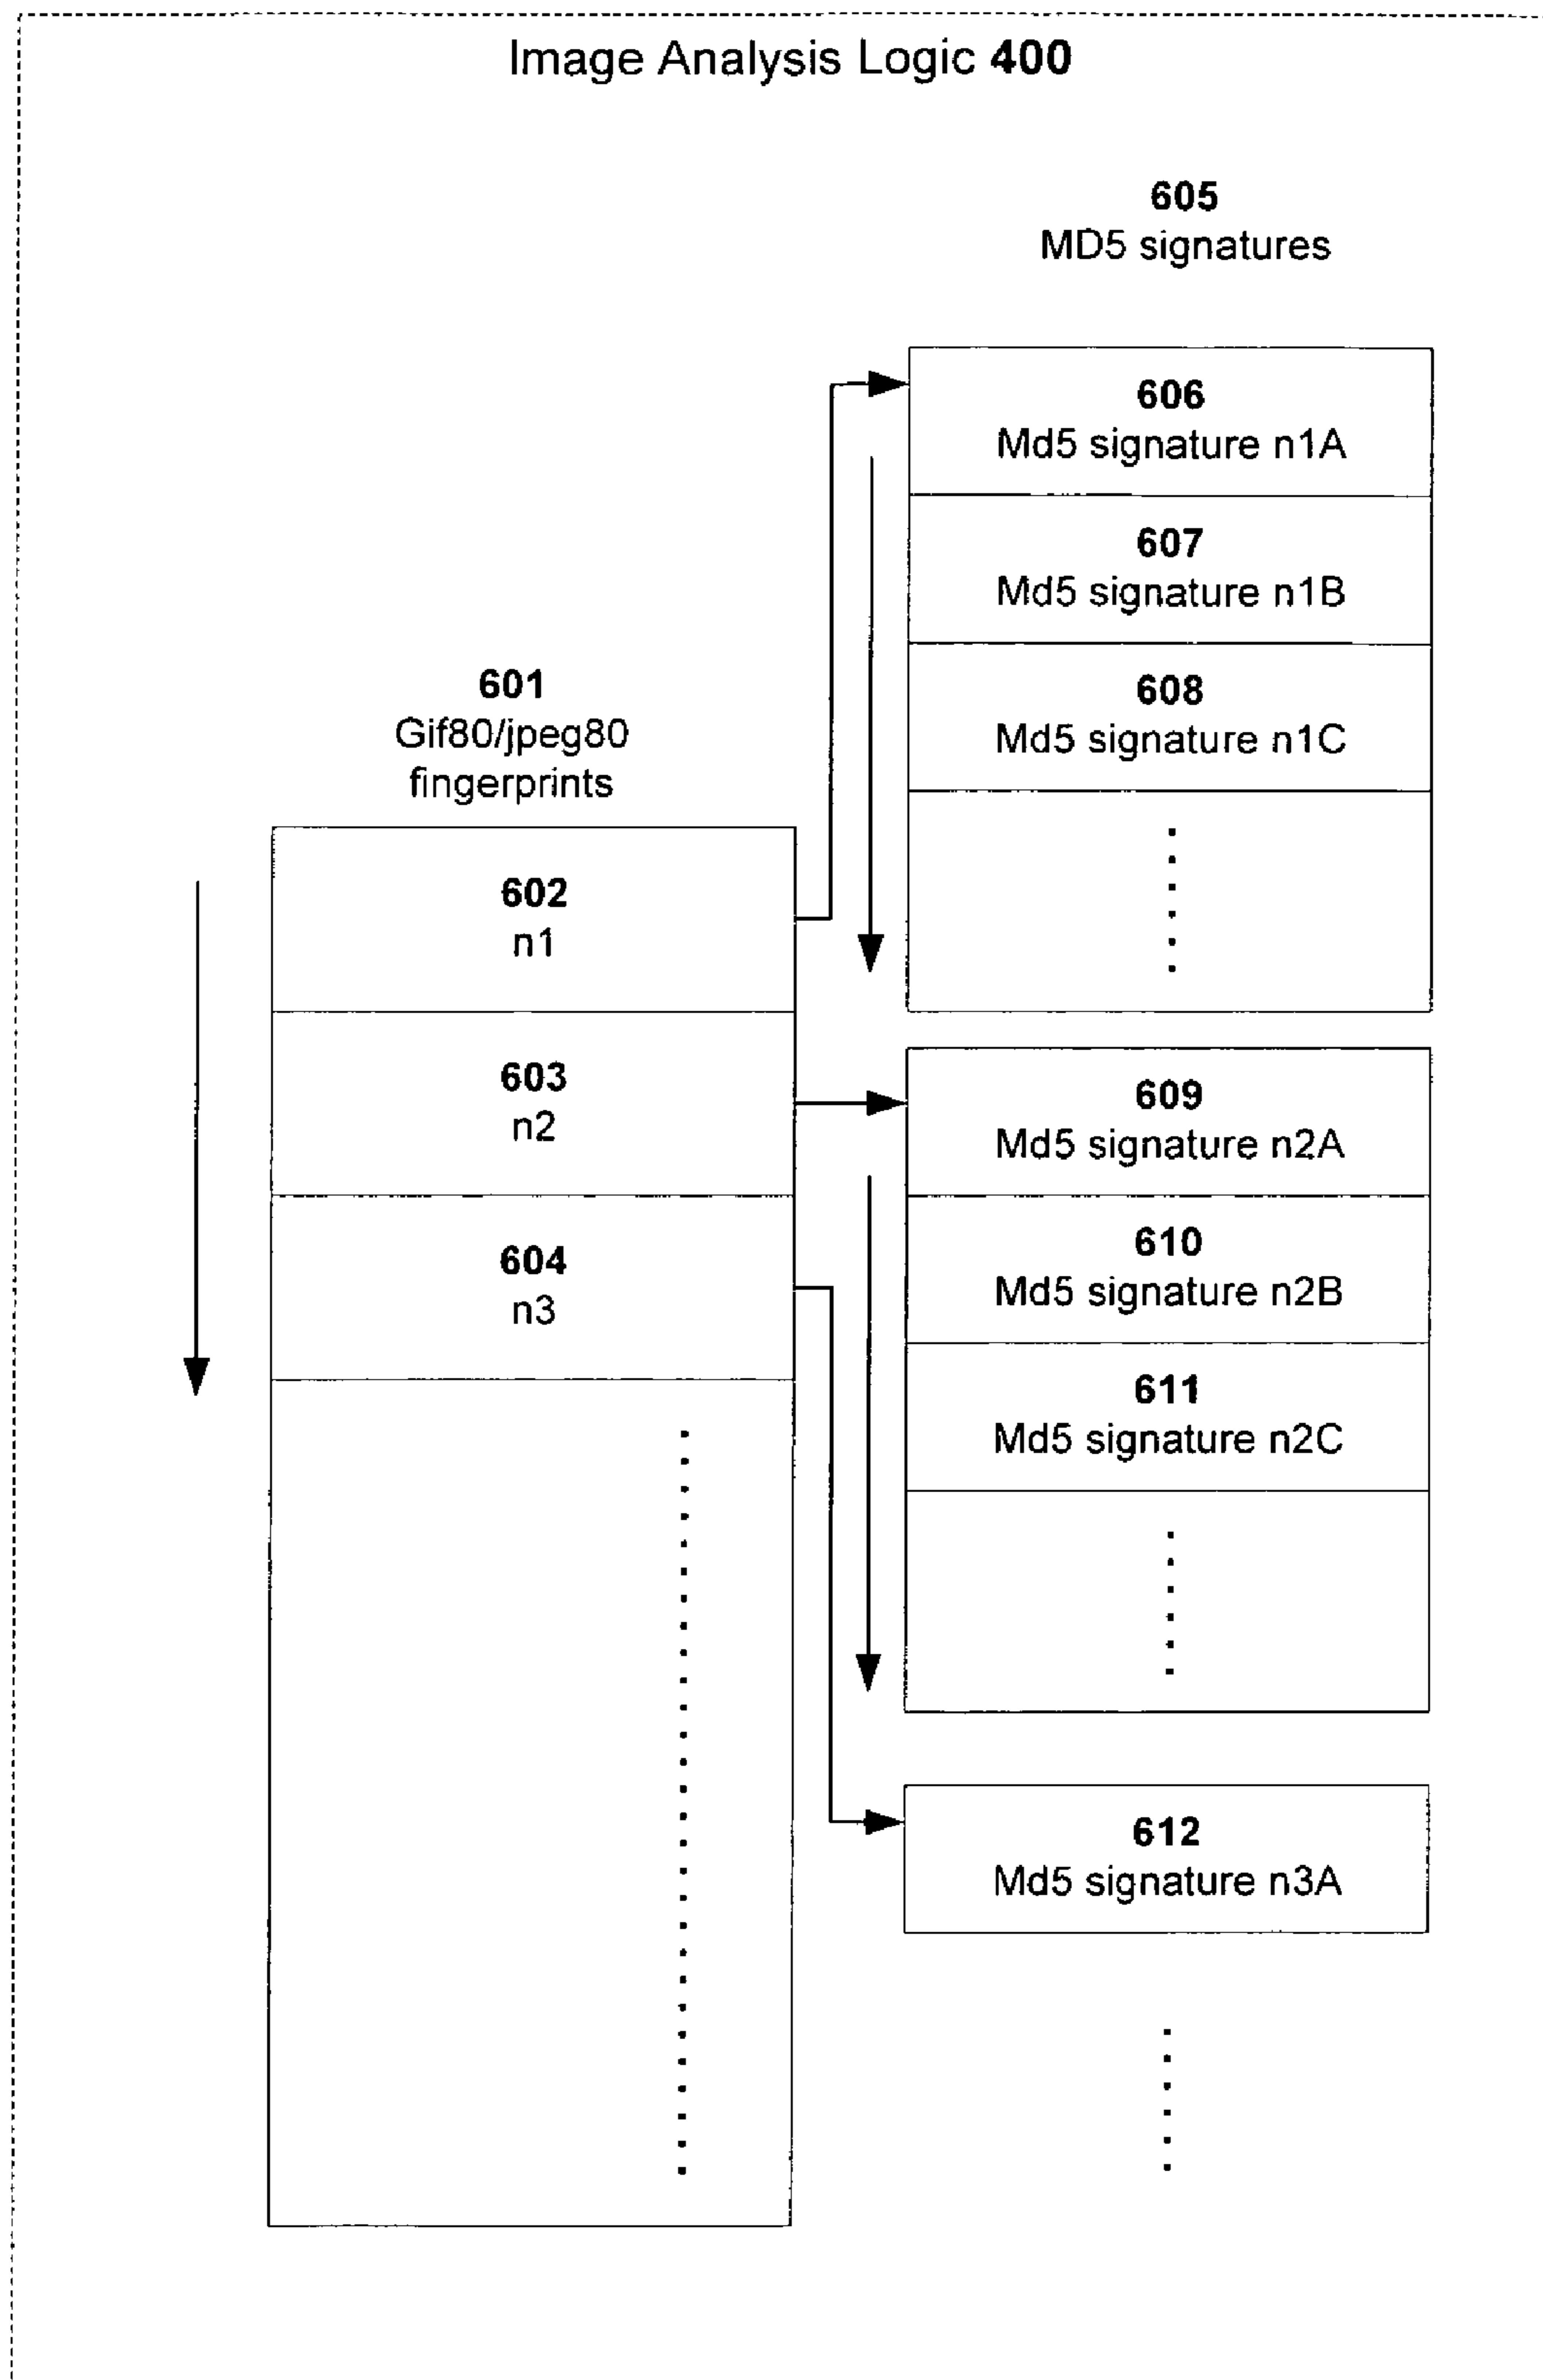 Image Analysis Logic 400
605
MD5 signatures
606
Md5 signature n1A
607
Md5 signature n1B
608
Md5 signature n1C
601
Gif80/jpeg80
fingerprints
602
n1
603
n2
604
n3
609
Md5 signature n2A
610
Md5 signature n2B
611
Md5 signature n2C
612
Md5 signature n3A